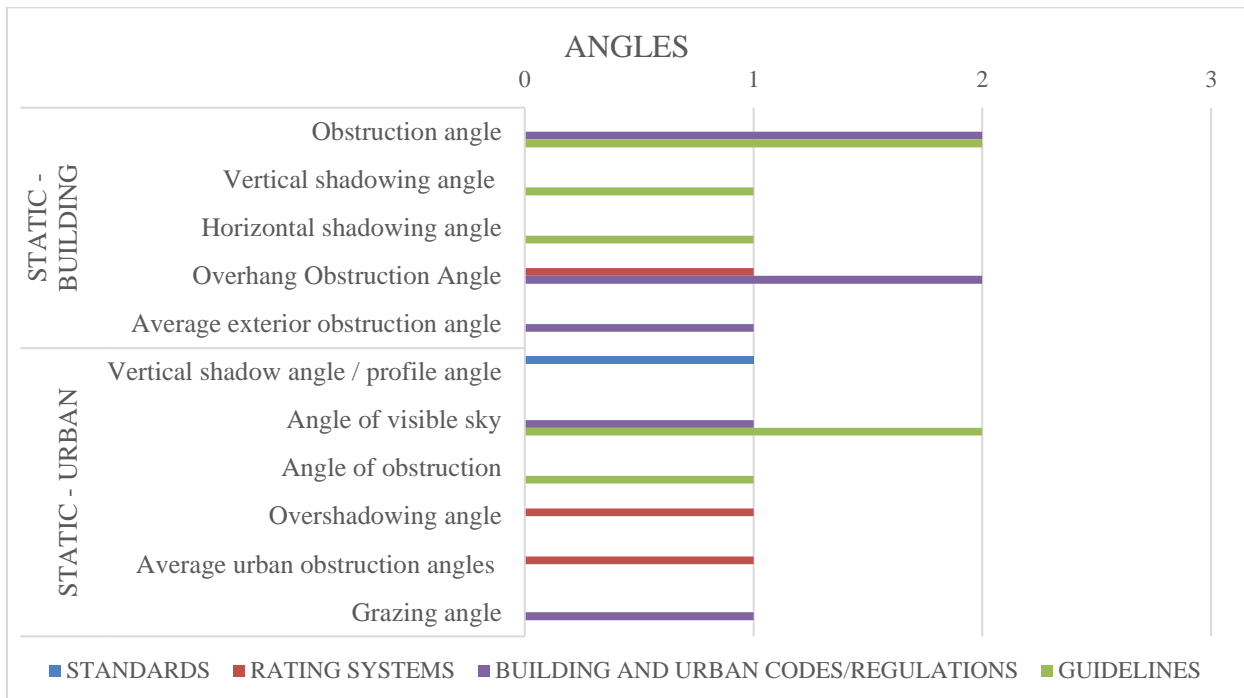 ANGLES
0 1 2 3
STATIC -
BUILDING
Obstruction angle
Vertical shadowing angle
Horizontal shadowing angle
Overhang Obstruction Angle
Average exterior obstruction angle
STATIC - URBAN
Vertical shadow angle / profile angle
Angle of visible sky
Angle of obstruction
Overshadowing angle
Average urban obstruction angles
Grazing angle
STANDARDS RATING SYSTEMS BUILDING AND URBAN CODES/REGULATIONS GUIDELINES